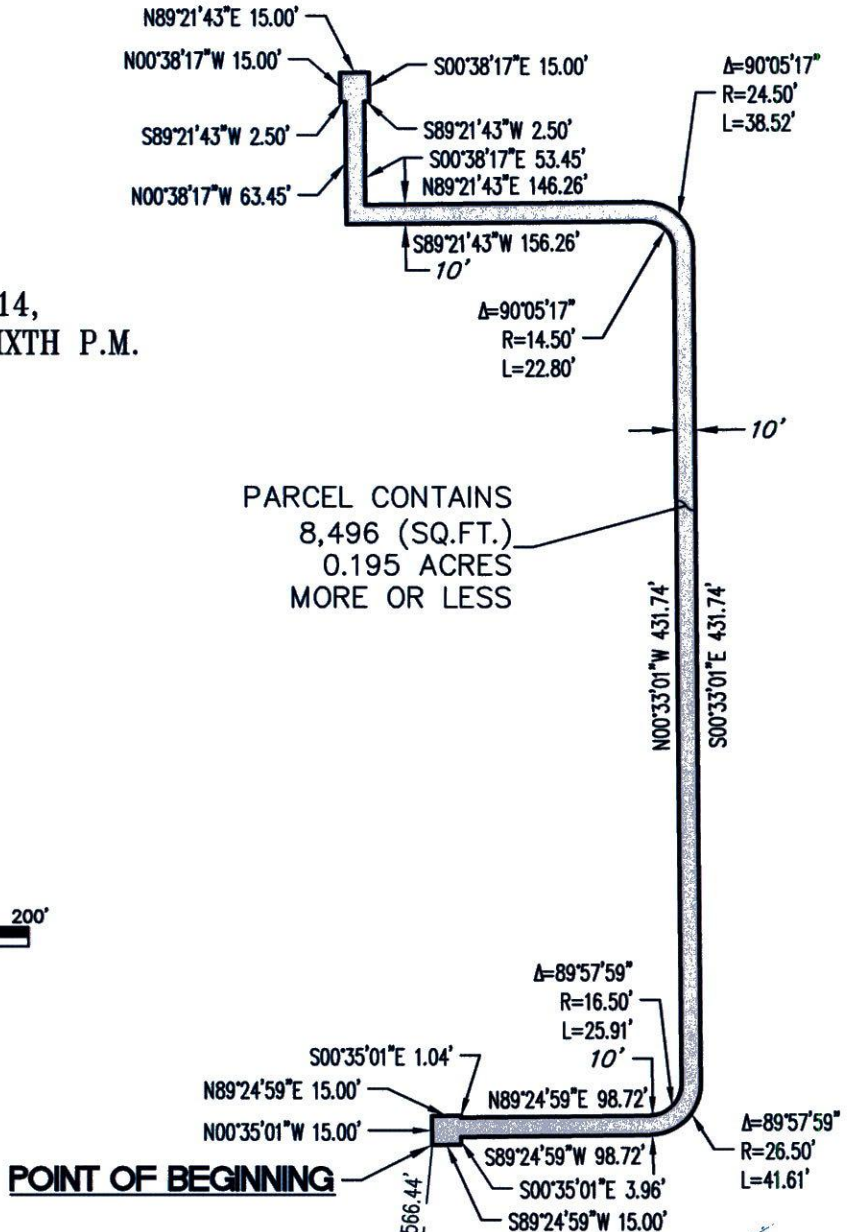 N89°21'43"E 15.00'
N00°38'17"W 15.00'
S00°38'17"E 15.00'
Δ=90°05'17"
R=24.50'
L=38.52'
S89°21'43"W 2.50'
S89°21'43"W 2.50'
S00°38'17"E 53.45'
N00°38'17"W 63.45'
N89°21'43"E 146.26'
S89°21'43"W 156.26'
10'
14,
IXTH P.M.
Δ=90°05'17"
R=14.50'
L=22.80'
10'
PARCEL CONTAINS
8,496 (SQ.FT.)
0.195 ACRES
MORE OR LESS
N00°33'01"W 431.74'
S00°33'01"E 431.74'
200'
Δ=89°57'59"
R=16.50'
L=25.91'
10'
S00°35'01"E 1.04'
N89°24'59"E 15.00'
N89°24'59"E 98.72'
N00°35'01"W 15.00'
S89°24'59"W 98.72'
Δ=89°57'59"
R=26.50'
L=41.61'
POINT OF BEGINNING
S00°35'01"E 3.96'
S89°24'59"W 15.00'
566.44'